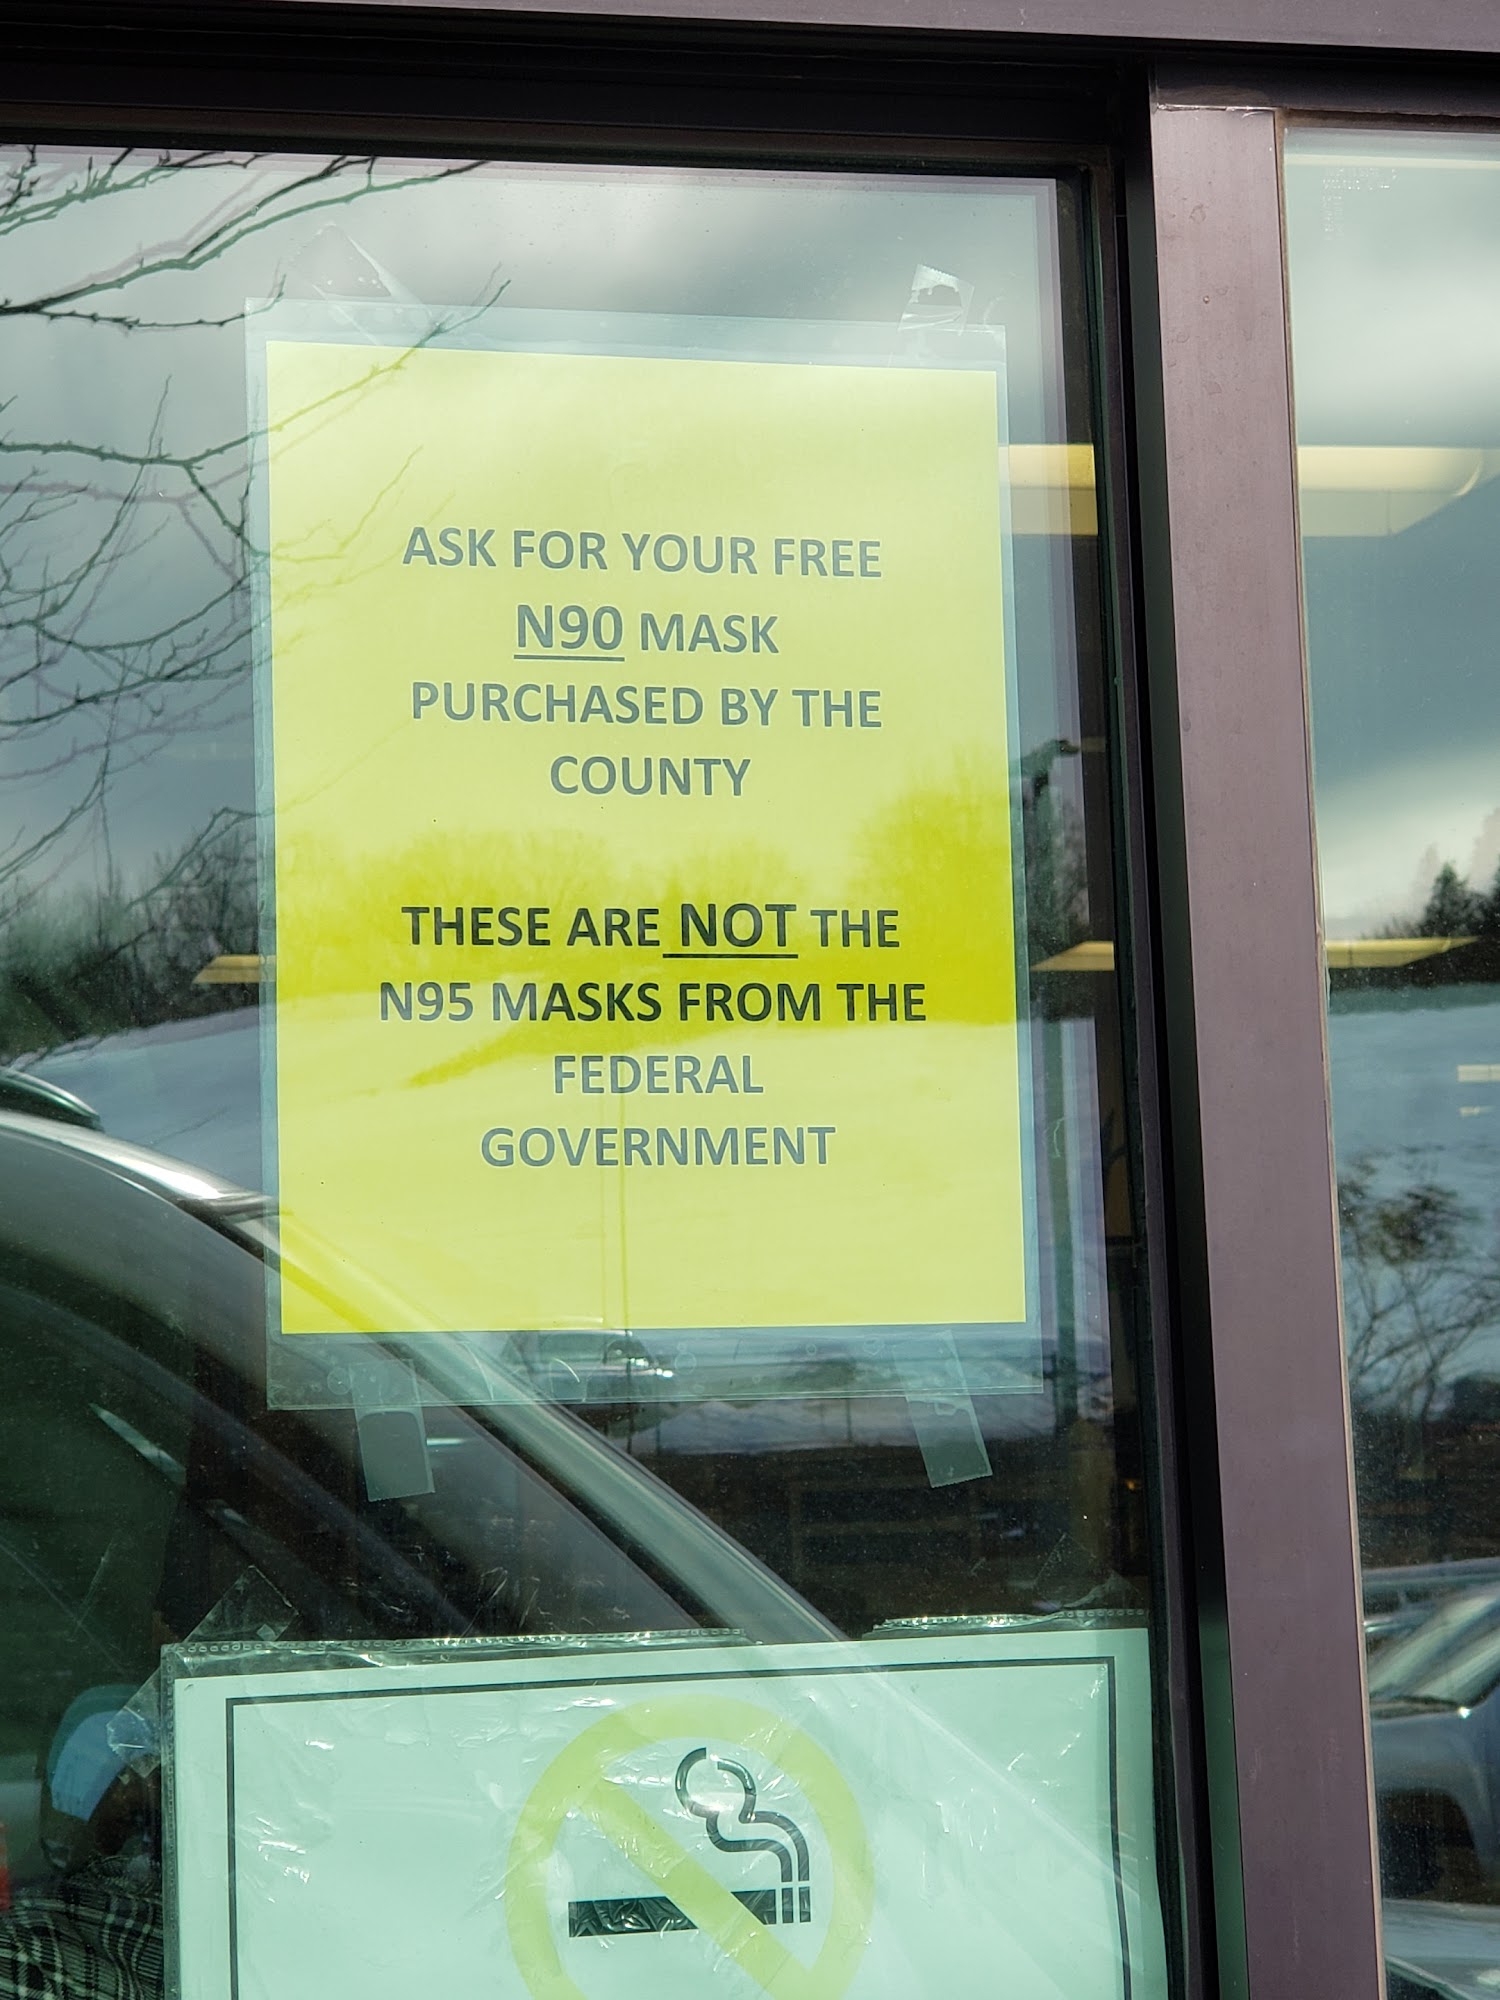 ASK FOR YOUR FREE
N90 MASK
PURCHASED BY THE
COUNTY
THESE ARE NOT THE
N95 MASKS FROM THE
FEDERAL
GOVERNMENT